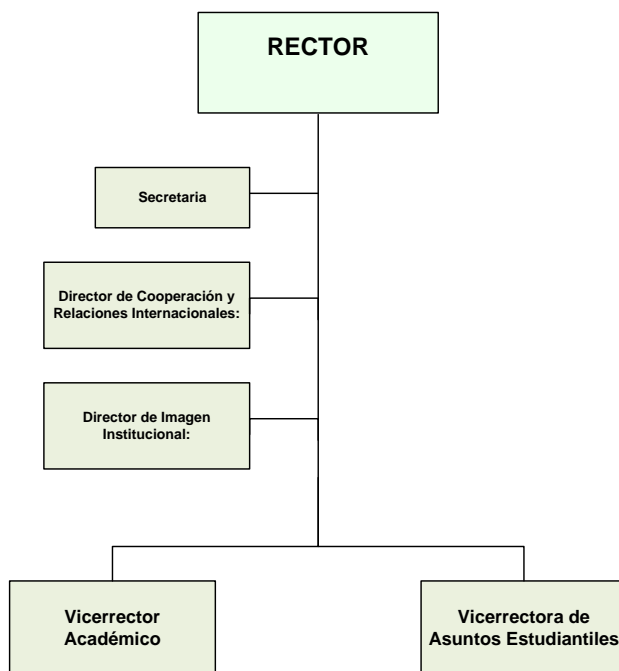 RECTOR
Secretaria
Director de Cooperación y
Relaciones Internacionales:
Director de Imagen
Institucional:
Vicerrector
Académico
Vicerrectora de
Asuntos Estudiantiles